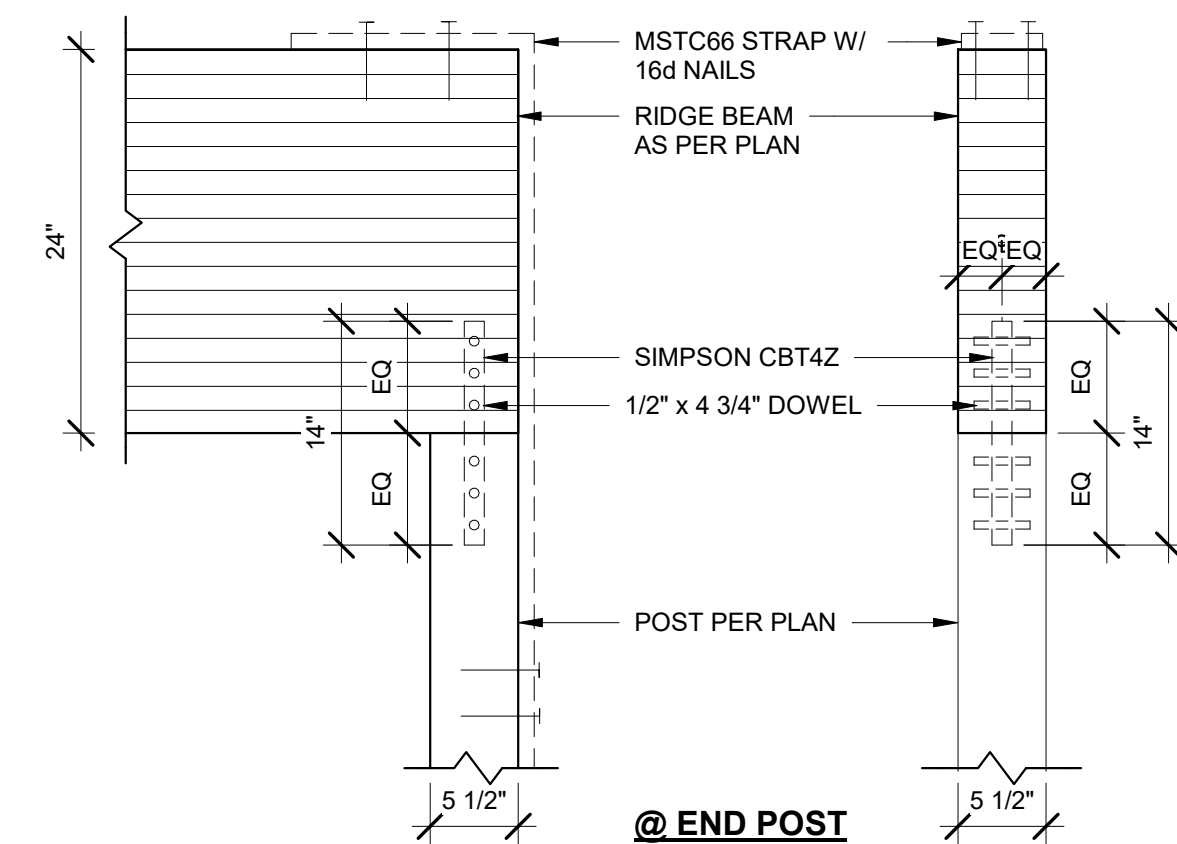 MSTC66 STRAP W/
16d NAILS
RIDGE BEAM
AS PER PLAN
24"
EQ EQ
SIMPSON CBT4Z
1/2" x 4 3/4" DOWEL
14"
EQ
EQ
EQ
EQ
14"
POST PER PLAN
5 1/2"
@ END POST
5 1/2"